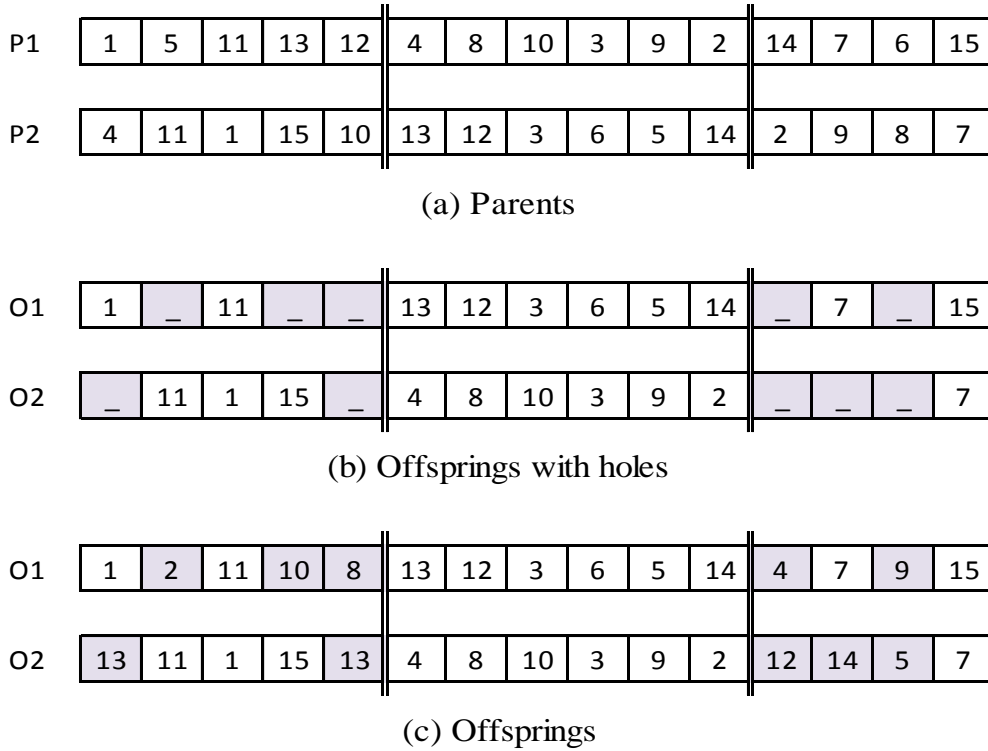 P1 1 5 11 13 12 4 8 10 3 9 2 14 7 6 15
P2 4 11 1 15 10 13 12 3 6 5 14 2 9 8 7
(a) Parents
O1 1 _ 11 _ _ 13 12 3 6 5 14 _ 7 _ 15
O2 _ 11 1 15 _ 4 8 10 3 9 2 _ _ _ 7
(b) Offsprings with holes
O1 1 2 11 10 8 13 12 3 6 5 14 4 7 9 15
O2 13 11 1 15 13 4 8 10 3 9 2 12 14 5 7
(c) Offsprings